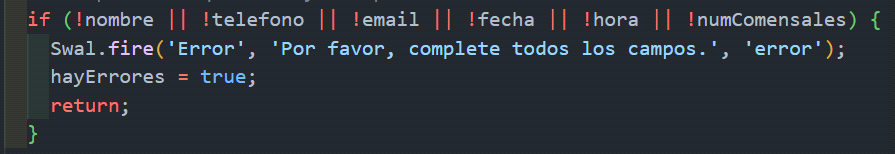 if (!nombre || !telefono || !email || !fecha || !hora || !numComensales) {
Swal.fire('Error', 'Por favor, complete todos los campos.', 'error');
hayErrores = true;
return;
}